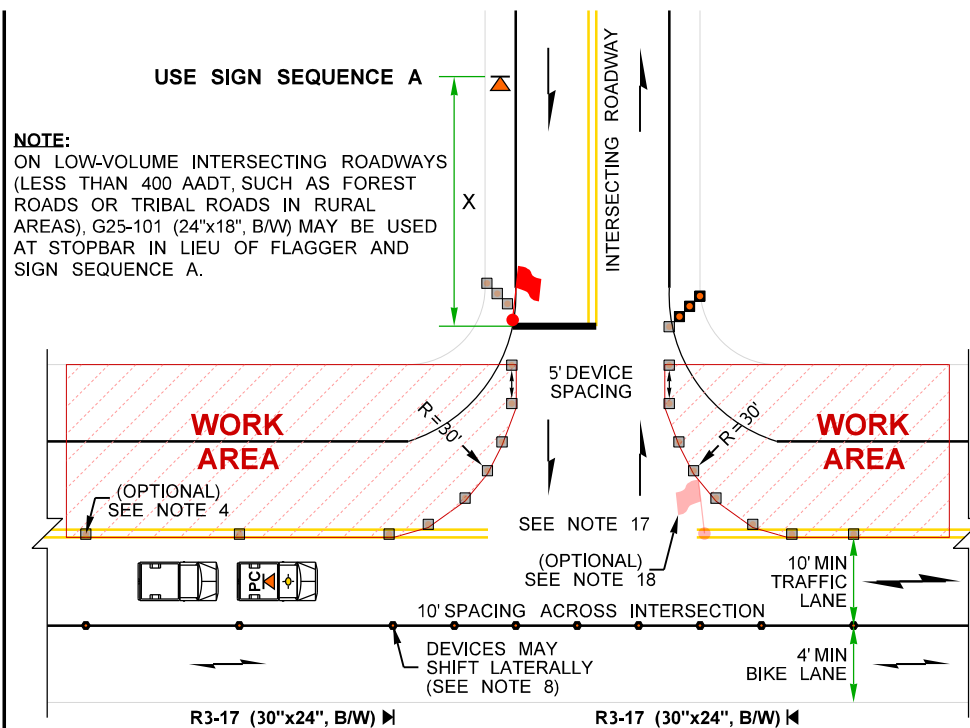 USE SIGN SEQUENCE A
NOTE:
ON LOW-VOLUME INTERSECTING ROADWAYS
(LESS THAN 400 AADT, SUCH AS FOREST
ROADS OR TRIBAL ROADS IN RURAL
AREAS), G25-101 (24"x18", B/W) MAY BE USED
AT STOPBAR IN LIEU OF FLAGGER AND
SIGN SEQUENCE A.
X
INTERSECTING ROADWAY
5' DEVICE
SPACING
WORK
AREA
R=30'
R=30'
WORK
AREA
(OPTIONAL)
SEE NOTE 4
SEE NOTE 17
(OPTIONAL)
SEE NOTE 18
10' MIN
TRAFFIC
LANE
PC
10' SPACING ACROSS INTERSECTION
DEVICES MAY
SHIFT LATERALLY
(SEE NOTE 8)
4' MIN
BIKE LANE
R3-17 (30"x24", B/W)
R3-17 (30"x24", B/W)